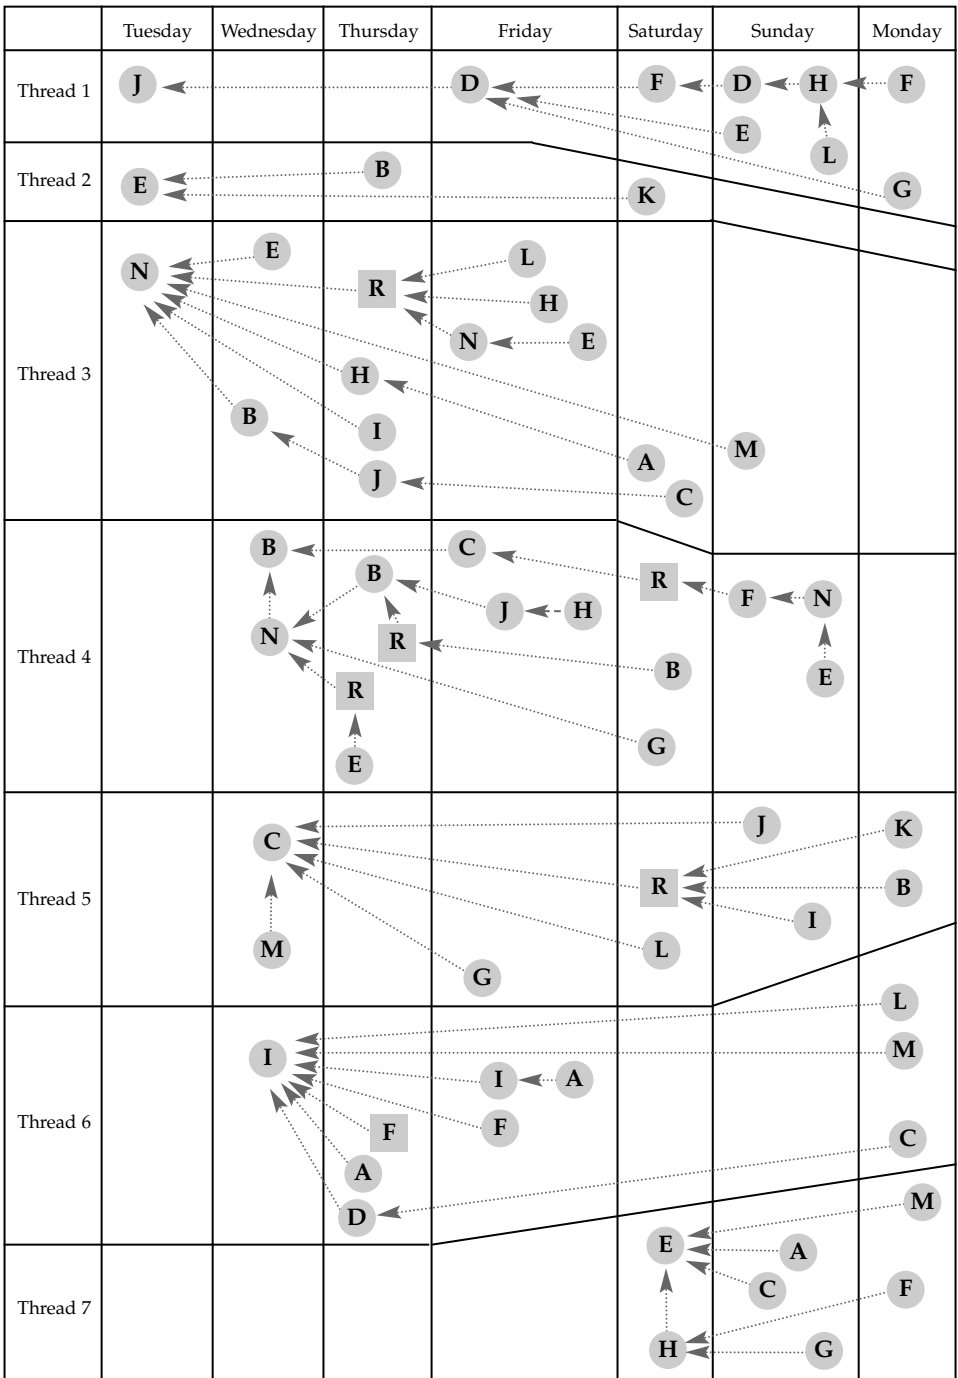 Tuesday Wednesday Thursday Friday Saturday Sunday Monday
Thread 1
J D F D H F
E
L
G
Thread 2
B
E K
Thread 3
E
N L
R
H
N E
H
B
I M
A
J
C
Thread 4
B C
B R
F N
J H
N R
B E
R
G
E
Thread 5
J K
C
R B
I
M L
G
Thread 6
L
I M
I A
F F
C
A
D
Thread 7
M
E A
C F
H G